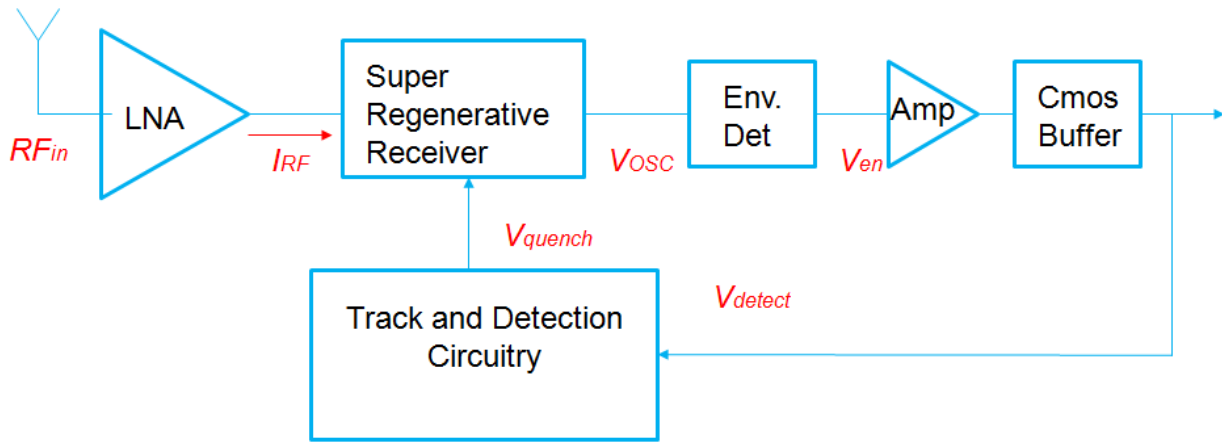 LNA
Super
Regenerative
Receiver
Env.
Det
Amp
Cmos
Buffer
RFin
IRF
VOSC
Ven
Vquench
Vdetect
Track and Detection
Circuitry